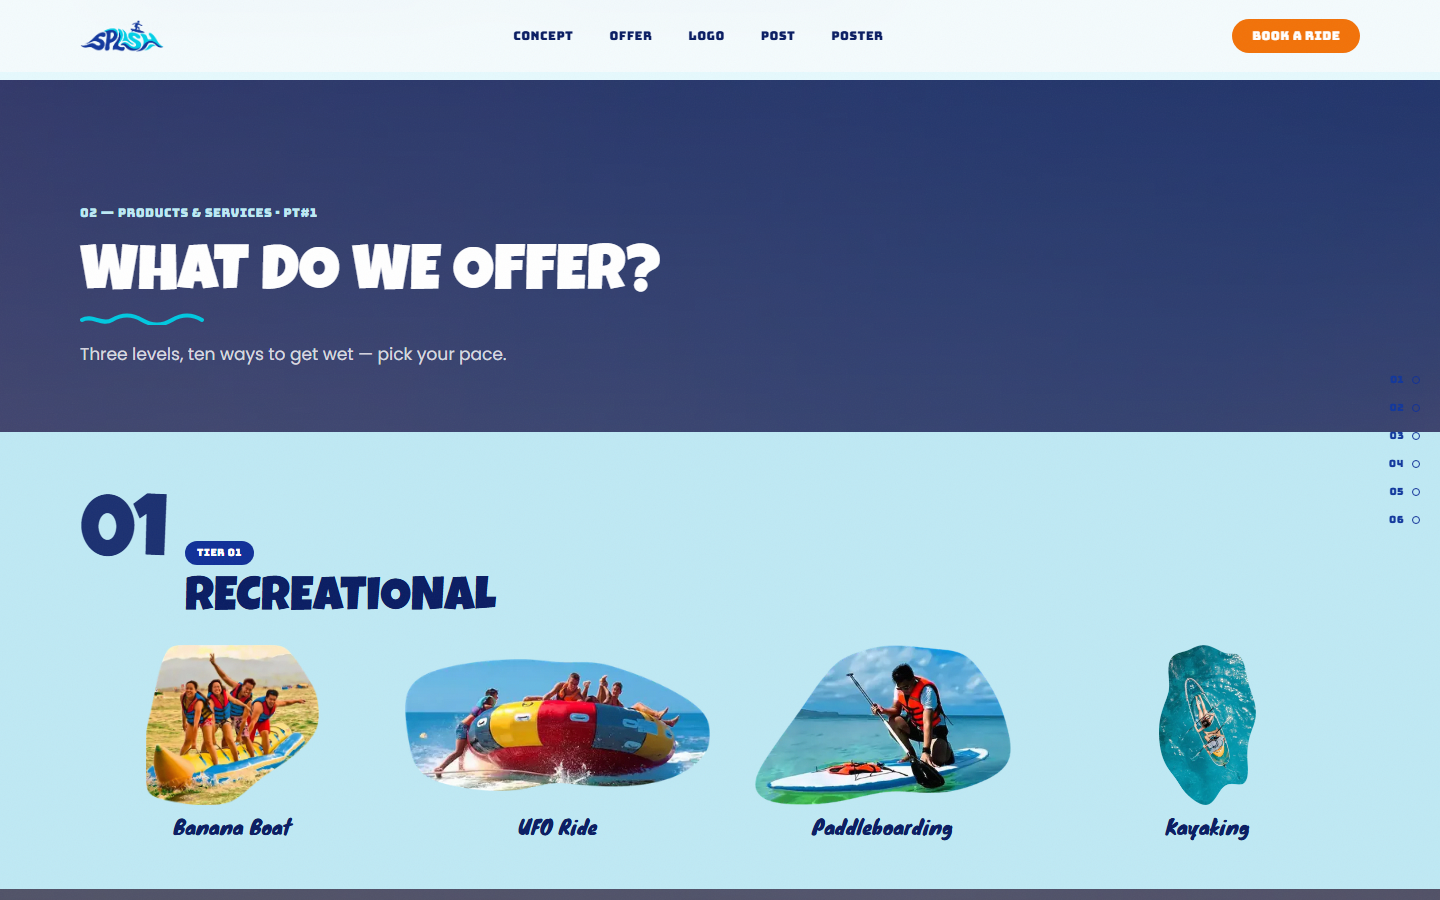 SPLASH
CONCEPT
OFFER
LOGO
POST
POSTER
BOOK A RIDE
02 — PRODUCTS & SERVICES • PT#1
WHAT DO WE OFFER?
Three levels, ten ways to get wet — pick your pace.
01
02
03
04
05
06
01
TIER 01
RECREATIONAL
Banana Boat
UFO Ride
Paddleboarding
Kayaking